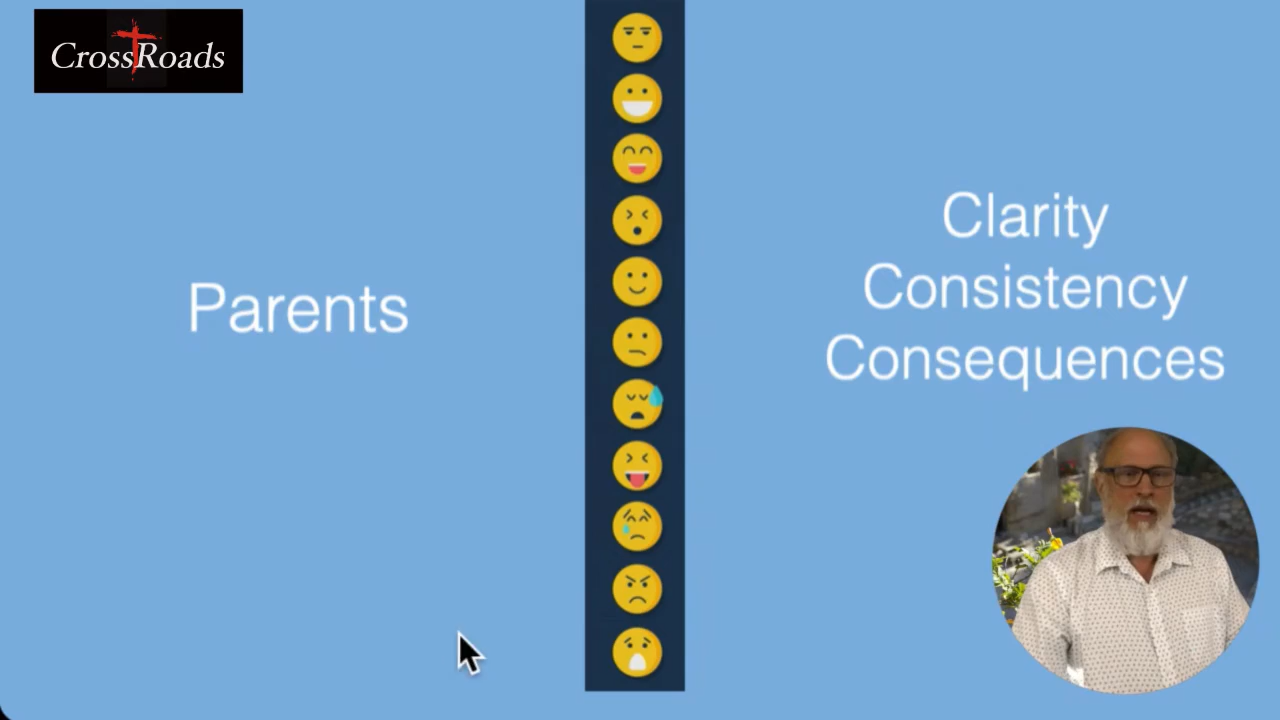 CrossRoads
Parents
Clarity
Consistency
Consequences